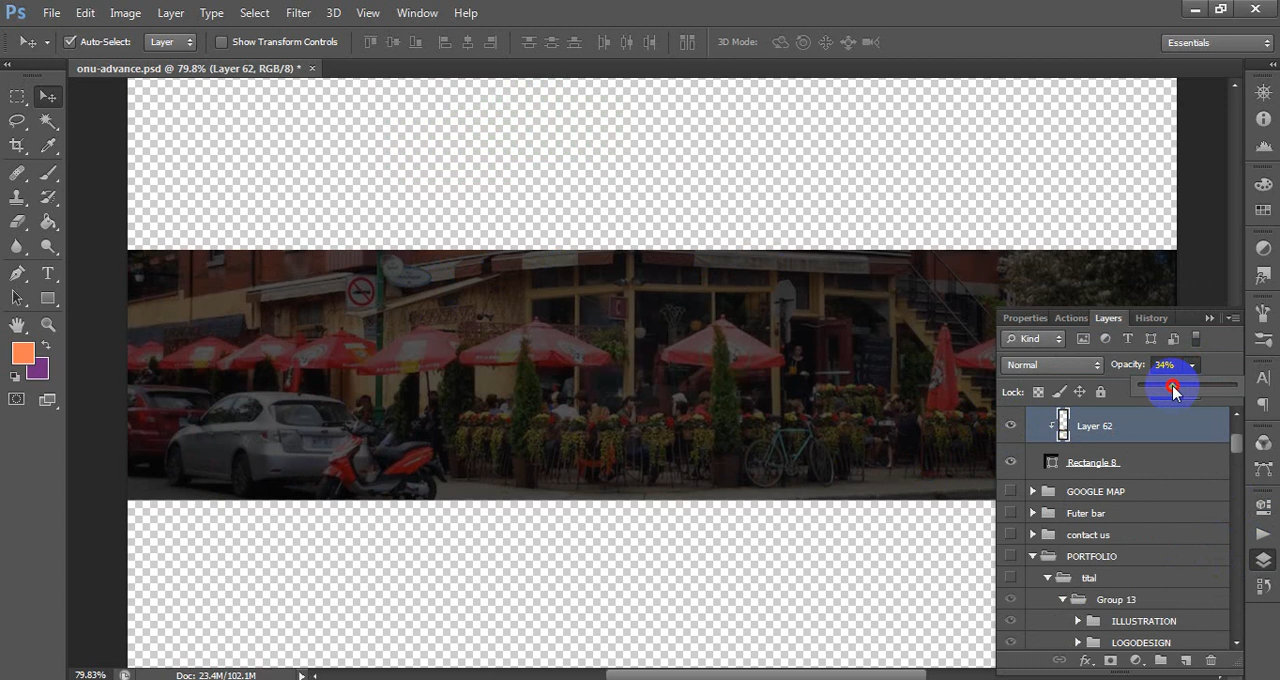 Ps File Edit Image Layer Type Select Filter 3D View Window Help
Auto-Select: Layer Show Transform Controls 3D Mode: Essentials
onu-advance.psd @ 79.8% (Layer 62, RGB/8) * ×
Properties Actions Layers History
Kind
Normal Opacity: 34%
Lock:
Layer 62
Rectangle 8
GOOGLE MAP
Futer bar
contact us
PORTFOLIO
tital
Group 13
ILLUSTRATION
LOGODESIGN
79.83% Doc: 23.4M/102.1M